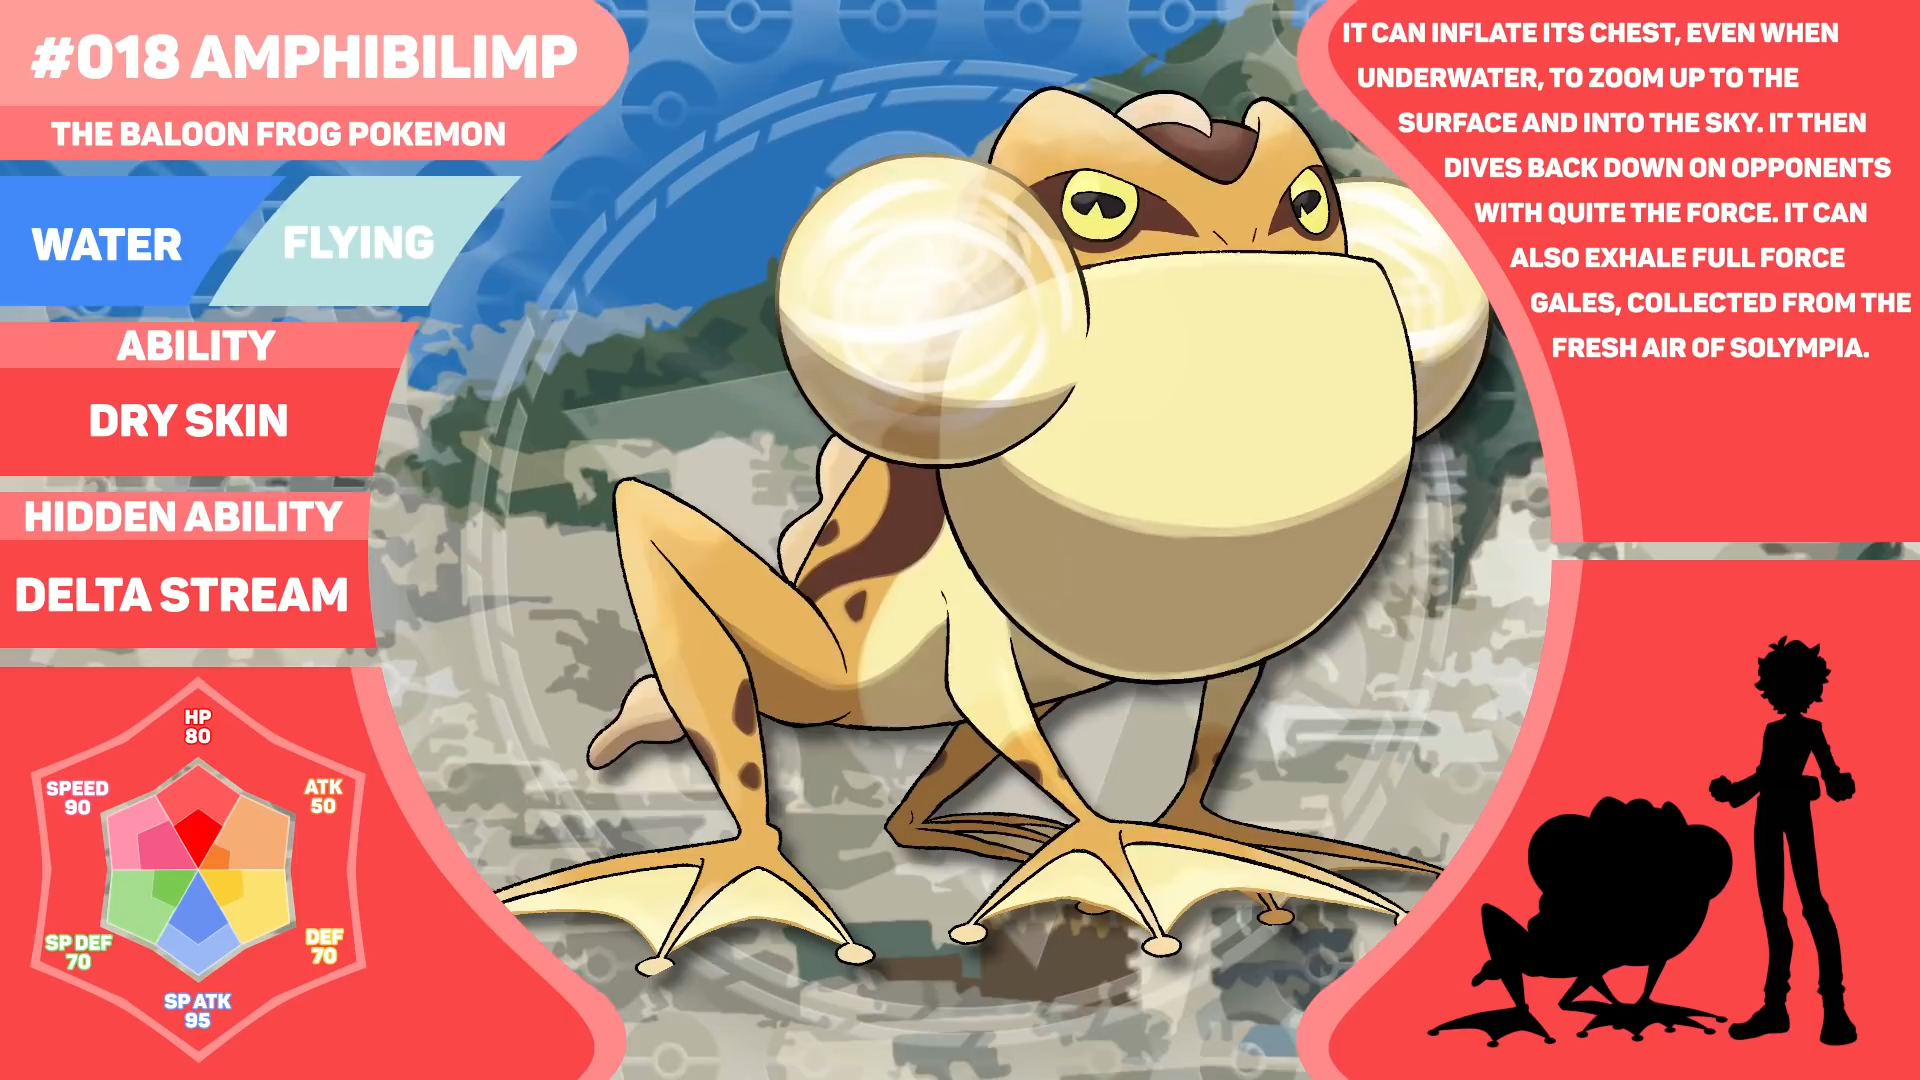 #018 AMPHIBILIMP
THE BALOON FROG POKEMON
WATER
FLYING
ABILITY
DRY SKIN
HIDDEN ABILITY
DELTA STREAM
HP
80
SPEED
90
ATK
50
SP DEF
70
DEF
70
SP ATK
95
IT CAN INFLATE ITS CHEST, EVEN WHEN
UNDERWATER, TO ZOOM UP TO THE
SURFACE AND INTO THE SKY. IT THEN
DIVES BACK DOWN ON OPPONENTS
WITH QUITE THE FORCE. IT CAN
ALSO EXHALE FULL FORCE
GALES, COLLECTED FROM THE
FRESH AIR OF SOLYMPIA.